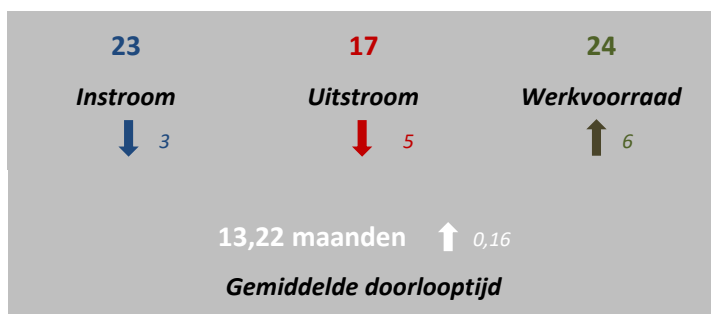 23 17 24
Instroom Uitstroom Werkvoorraad
3 5 6
13,22 maanden 0,16
Gemiddelde doorlooptijd